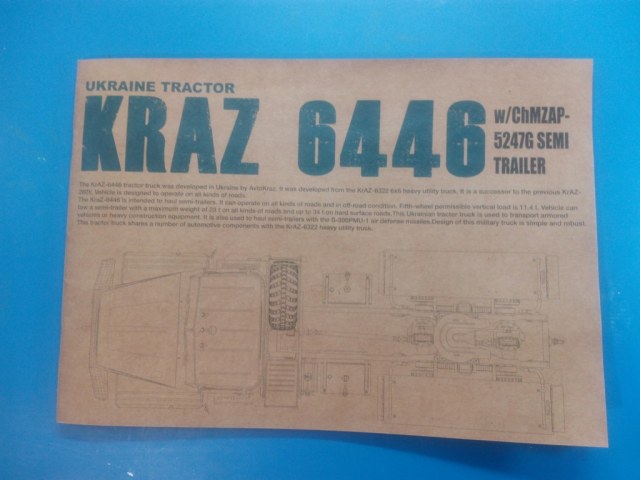 UKRAINE TRACTOR
KRAZ 6446
w/ChMZAP-
5247G SEMI
TRAILER
The KrAZ-6446 tractor truck was developed in Ukraine by AutoKraz. It was developed from the KrAZ-6322 6x6 heavy utility truck. It is a successor to the previous KrAZ-
260V. Vehicle is designed to operate on all kinds of roads.
The KraZ-6446 is intended to haul semi-trailers. It can operate on all kinds of roads and in off-road condition. Fifth-wheel permissible vertical load is 11.4 t. Vehicle can
tow a semi-trailer with a maximum weight of 23 t on all kinds of roads and up to 34 t on hard surface roads. This Ukrainian tractor truck is used to transport armored
vehicles or heavy construction equipment. It is also used to haul semi-trailers with the S-300PMU-1 air defense missiles.Design of this military truck is simple and robust.
This tractor truck shares a number of automotive components with the KrAZ-6322 heavy utility truck.